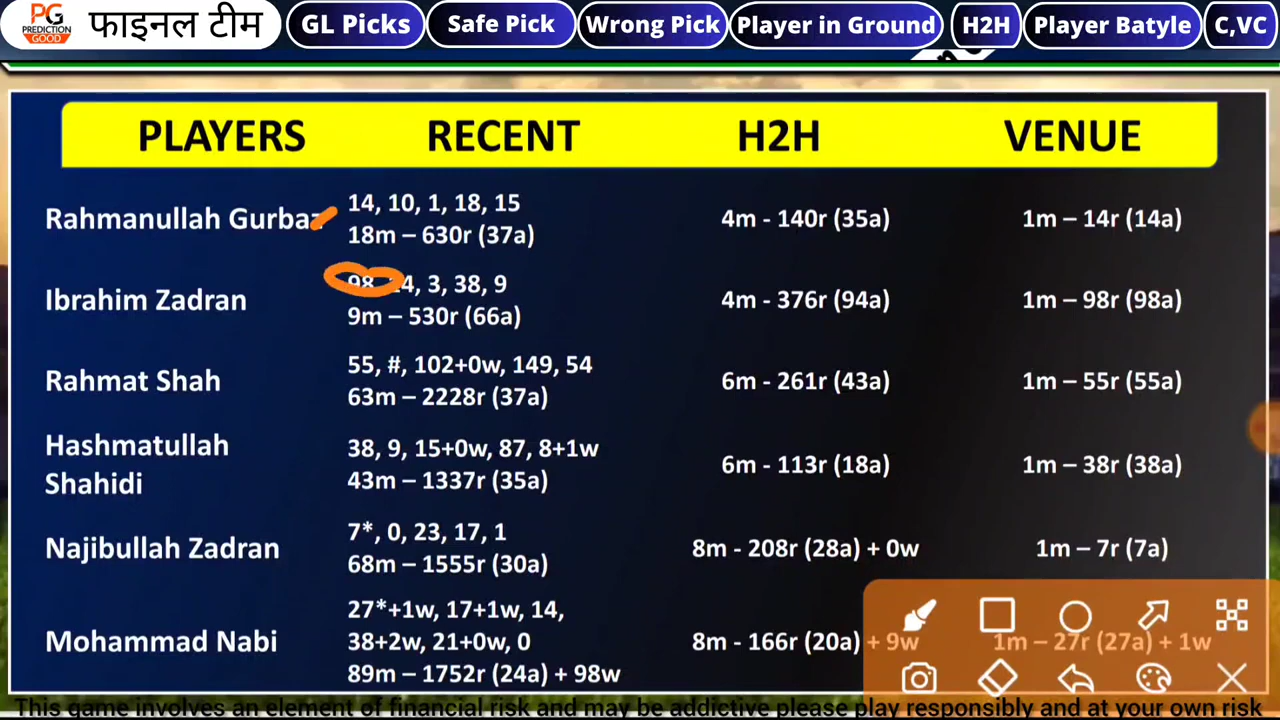 PG
PREDICTION
GOOD
फाइनल टीम
GL Picks
Safe Pick
Wrong Pick
Player in Ground
H2H
Player Batyle
C,VC
PLAYERS RECENT H2H VENUE
Rahmanullah Gurbaz
14, 10, 1, 18, 15
18m – 630r (37a)
4m - 140r (35a)
1m – 14r (14a)
Ibrahim Zadran
98, 14, 3, 38, 9
9m – 530r (66a)
4m - 376r (94a)
1m – 98r (98a)
Rahmat Shah
55, #, 102+0w, 149, 54
63m – 2228r (37a)
6m - 261r (43a)
1m – 55r (55a)
Hashmatullah
Shahidi
38, 9, 15+0w, 87, 8+1w
43m – 1337r (35a)
6m - 113r (18a)
1m – 38r (38a)
Najibullah Zadran
7*, 0, 23, 17, 1
68m – 1555r (30a)
8m - 208r (28a) + 0w
1m – 7r (7a)
Mohammad Nabi
27*+1w, 17+1w, 14,
38+2w, 21+0w, 0
89m – 1752r (24a) + 98w
8m - 166r (20a) + 9w
1m – 27r (27a) + 1w
This game involves an element of financial risk and may be addictive please play responsibly and at your own risk